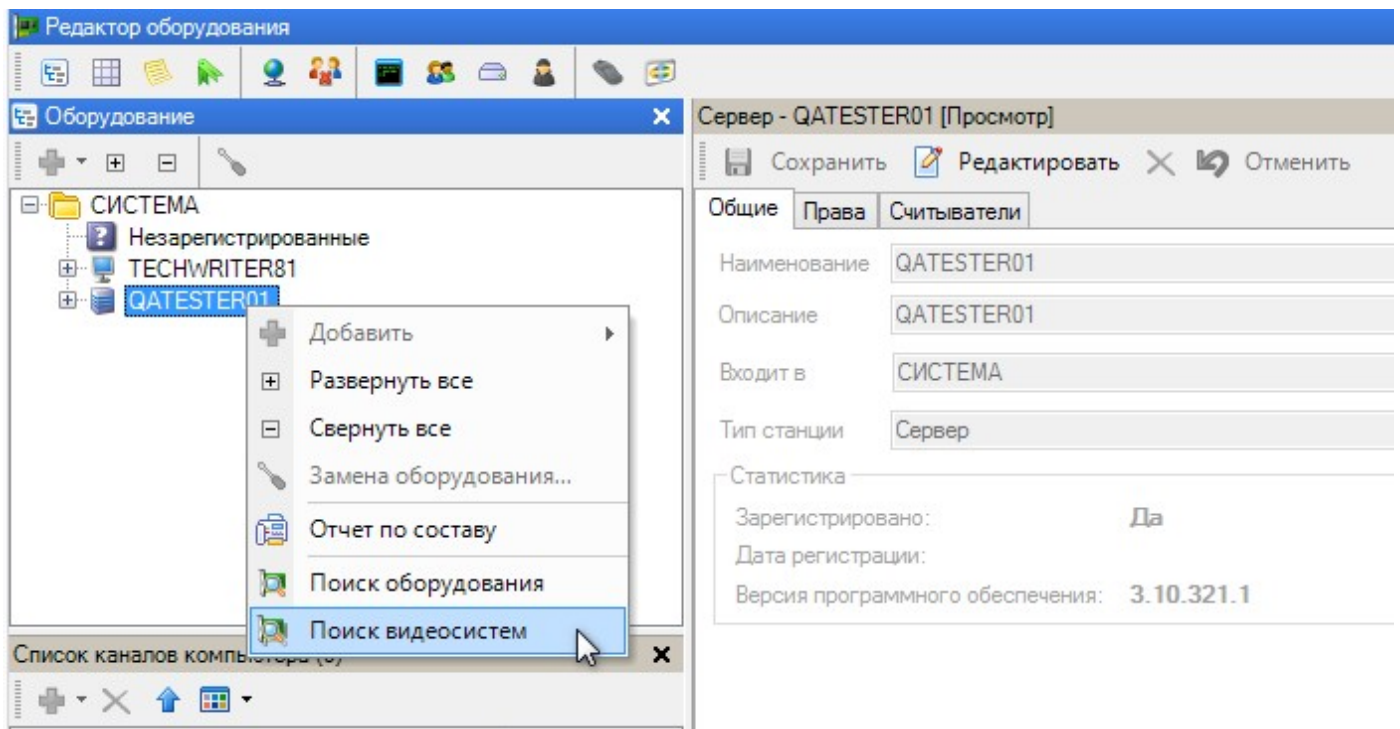 Редактор оборудования
Оборудование
СИСТЕМА
Незарегистрированные
TECHWRITER81
QATESTER01
Добавить
Развернуть все
Свернуть все
Замена оборудования...
Отчет по составу
Поиск оборудования
Поиск видеосистем
Список каналов
Сервер - QATESTER01 [Просмотр]
Сохранить Редактировать Отменить
Общие Права Считыватели
Наименование QATESTER01
Описание QATESTER01
Входит в СИСТЕМА
Тип станции Сервер
Статистика
Зарегистрировано: Да
Дата регистрации:
Версия программного обеспечения: 3.10.321.1